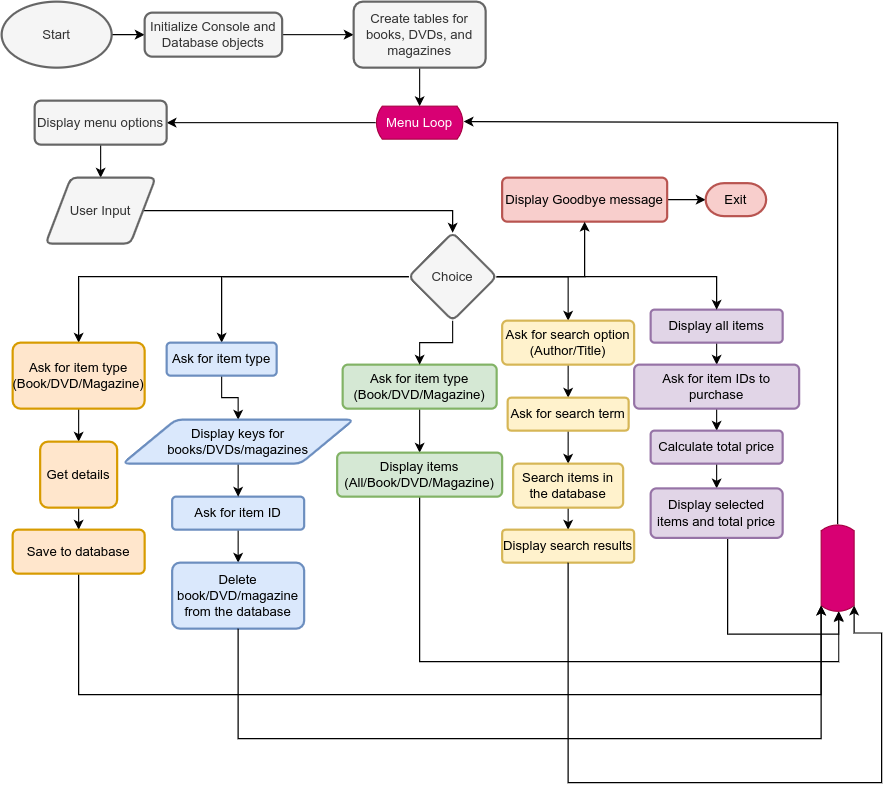 Start
Initialize Console and
Database objects
Create tables for
books, DVDs, and
magazines
Display menu options
Menu Loop
User Input
Display Goodbye message
Exit
Choice
Ask for item type
(Book/DVD/Magazine)
Get details
Save to database
Ask for item type
Display keys for
books/DVDs/magazines
Ask for item ID
Delete
book/DVD/magazine
from the database
Ask for item type
(Book/DVD/Magazine)
Display items
(All/Book/DVD/Magazine)
Ask for search option
(Author/Title)
Ask for search term
Search items in
the database
Display search results
Display all items
Ask for item IDs to
purchase
Calculate total price
Display selected
items and total price